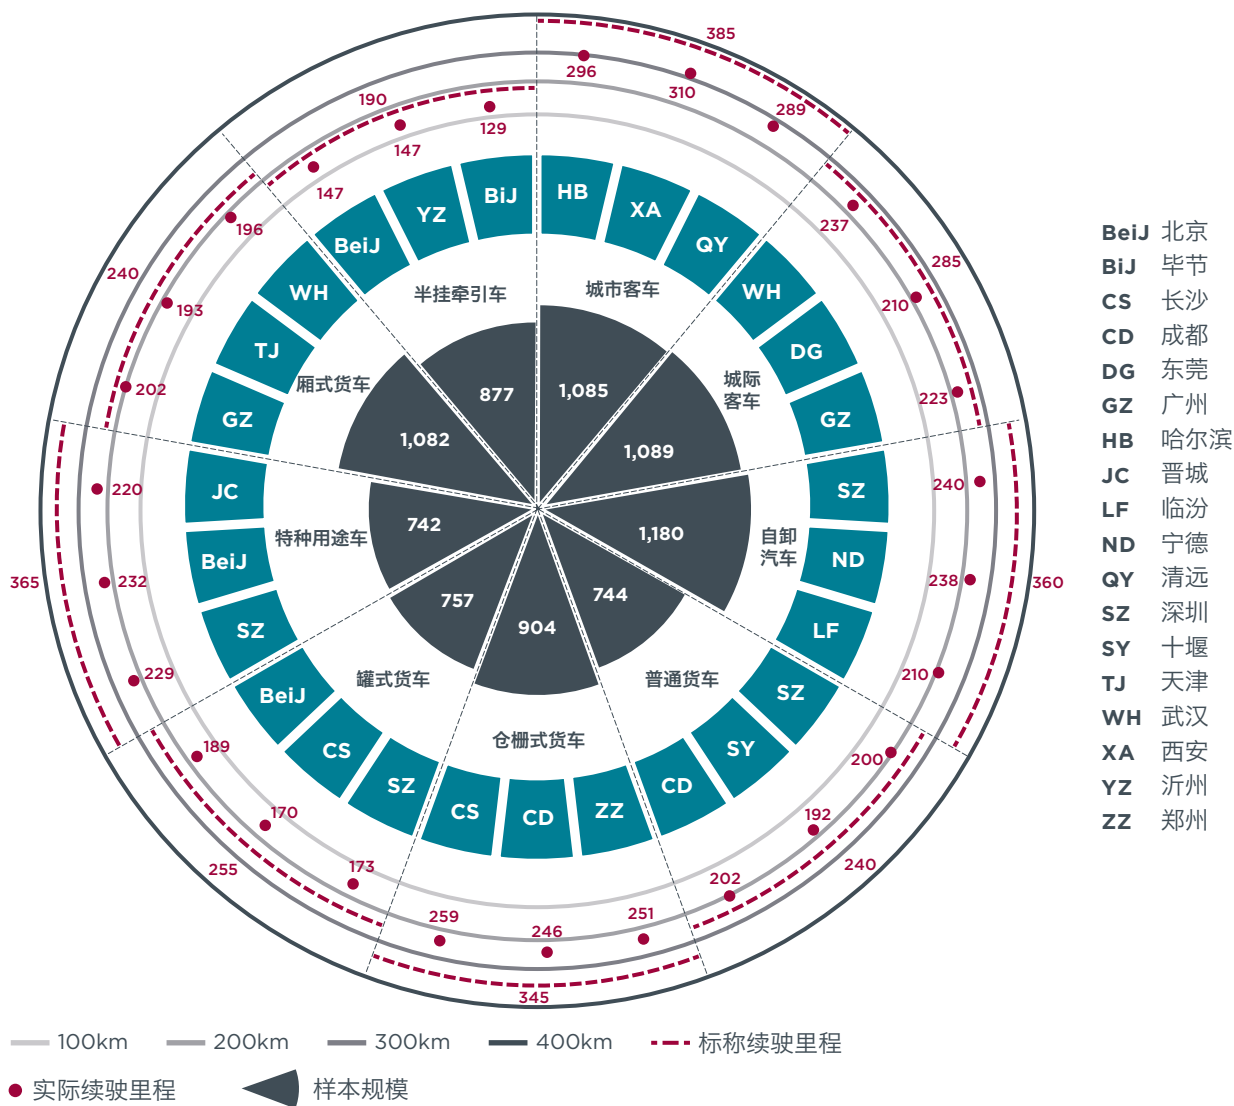 385
296
310
289
190
129
147
147
HB
XA
QY
BiJ
YZ
BeiJ
半挂牵引车
城市客车
877
1,085
237
285
210
223
WH
DG
GZ
城际
客车
1,089
240
196
193
202
WH
TJ
GZ
厢式货车
1,082
240
238
210
360
SZ
ND
LF
自卸
汽车
1,180
365
220
232
229
JC
BeiJ
SZ
特种用途车
742
200
192
202
240
SZ
SY
CD
普通货车
744
189
170
173
255
BeiJ
CS
SZ
罐式货车
757
904
仓栅式货车
CS
CD
ZZ
259
246
251
345
BeiJ 北京
BiJ 毕节
CS 长沙
CD 成都
DG 东莞
GZ 广州
HB 哈尔滨
JC 晋城
LF 临汾
ND 宁德
QY 清远
SZ 深圳
SY 十堰
TJ 天津
WH 武汉
XA 西安
YZ 沂州
ZZ 郑州
100km 200km 300km 400km 标称续驶里程
实际续驶里程 样本规模